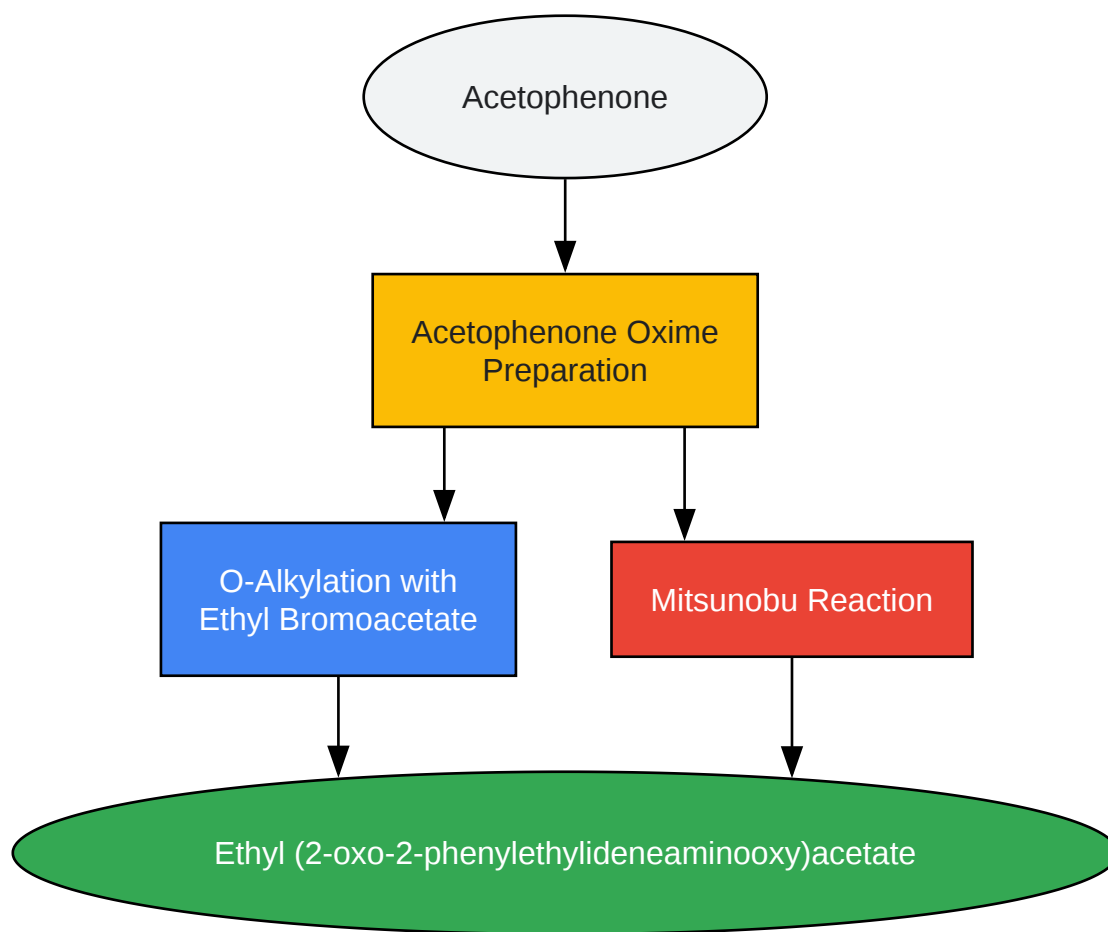 Acetophenone
Acetophenone Oxime
Preparation
O-Alkylation with
Ethyl Bromoacetate
Mitsunobu Reaction
Ethyl (2-oxo-2-phenylethylideneaminooxy)acetate